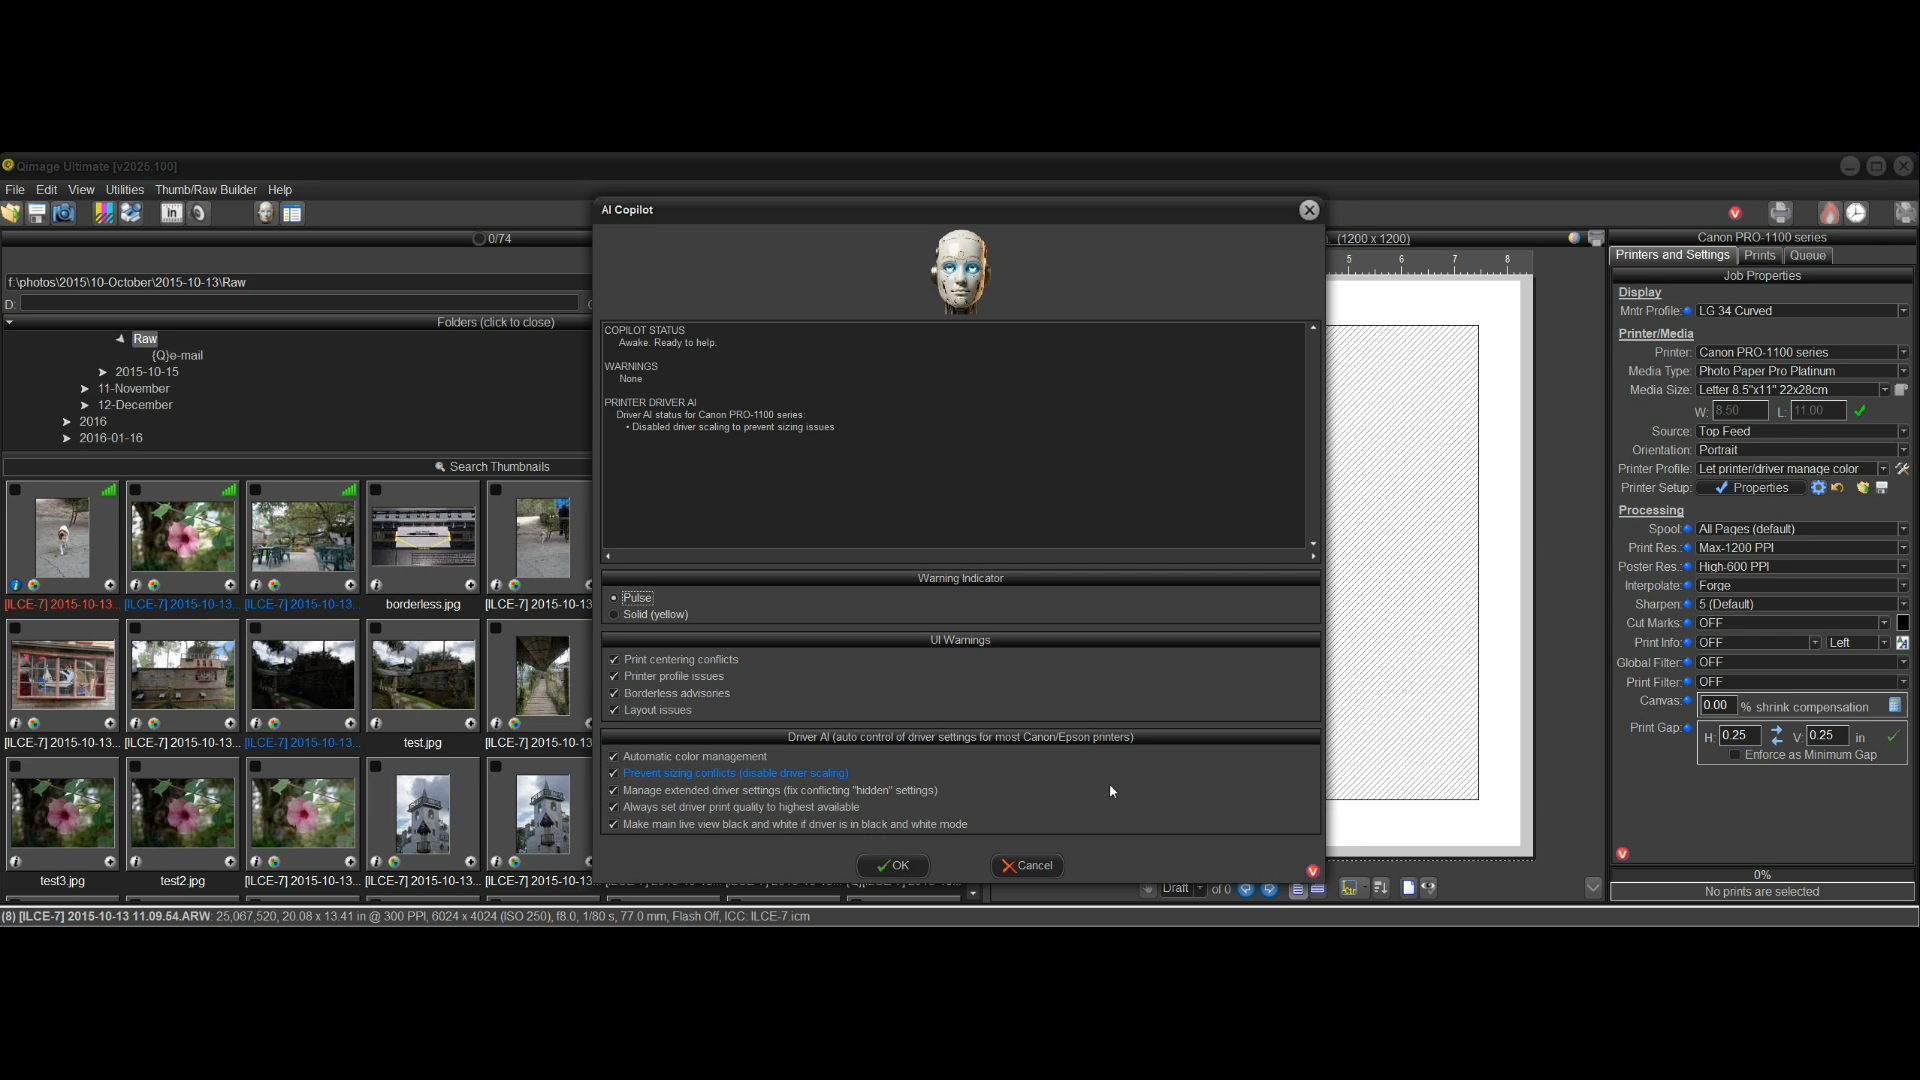 Qimage Ultimate [v2025.100]
File Edit View Utilities Thumb/Raw Builder Help
0/74
f:\photos\2015\10-October\2015-10-13\Raw
D:
Folders (click to close)
Raw
{Q}e-mail
2015-10-15
11-November
12-December
2016
2016-01-16
Search Thumbnails
[ILCE-7] 2015-10-13... [ILCE-7] 2015-10-13... [ILCE-7] 2015-10-13... borderless.jpg [ILCE-7] 2015-10-13
[ILCE-7] 2015-10-13... [ILCE-7] 2015-10-13... [ILCE-7] 2015-10-13... test.jpg [ILCE-7] 2015-10-13
test3.jpg test2.jpg [ILCE-7] 2015-10-13... [ILCE-7] 2015-10-13... [ILCE-7] 2015-10-13
(8) [ILCE-7] 2015-10-13 11.09.54.ARW: 25,067,520, 20.08 x 13.41 in @ 300 PPI, 6024 x 4024 (ISO 250), f8.0, 1/80 s, 77.0 mm, Flash Off, ICC: ILCE-7.icm
AI Copilot
COPILOT STATUS
Awake. Ready to help.
WARNINGS
None
PRINTER DRIVER AI
Driver AI status for Canon PRO-1100 series:
• Disabled driver scaling to prevent sizing issues
Warning Indicator
Pulse
Solid (yellow)
UI Warnings
Print centering conflicts
Printer profile issues
Borderless advisories
Layout issues
Driver AI (auto control of driver settings for most Canon/Epson printers)
Automatic color management
Prevent sizing conflicts (disable driver scaling)
Manage extended driver settings (fix conflicting "hidden" settings)
Always set driver print quality to highest available
Make main live view black and white if driver is in black and white mode
OK Cancel
(1200 x 1200)
5 6 7 8
Draft of 0
Canon PRO-1100 series
Printers and Settings Prints Queue
Job Properties
Display
Mntr Profile: LG 34 Curved
Printer/Media
Printer: Canon PRO-1100 series
Media Type: Photo Paper Pro Platinum
Media Size: Letter 8.5"x11" 22x28cm
W: 8.50 L: 11.00
Source: Top Feed
Orientation: Portrait
Printer Profile: Let printer/driver manage color
Printer Setup: Properties
Processing
Spool: All Pages (default)
Print Res.: Max-1200 PPI
Poster Res.: High-600 PPI
Interpolate: Forge
Sharpen: 5 (Default)
Cut Marks: OFF
Print Info: OFF Left
Global Filter: OFF
Print Filter: OFF
Canvas: 0.00 % shrink compensation
Print Gap: H: 0.25 V: 0.25 in
Enforce as Minimum Gap
0%
No prints are selected